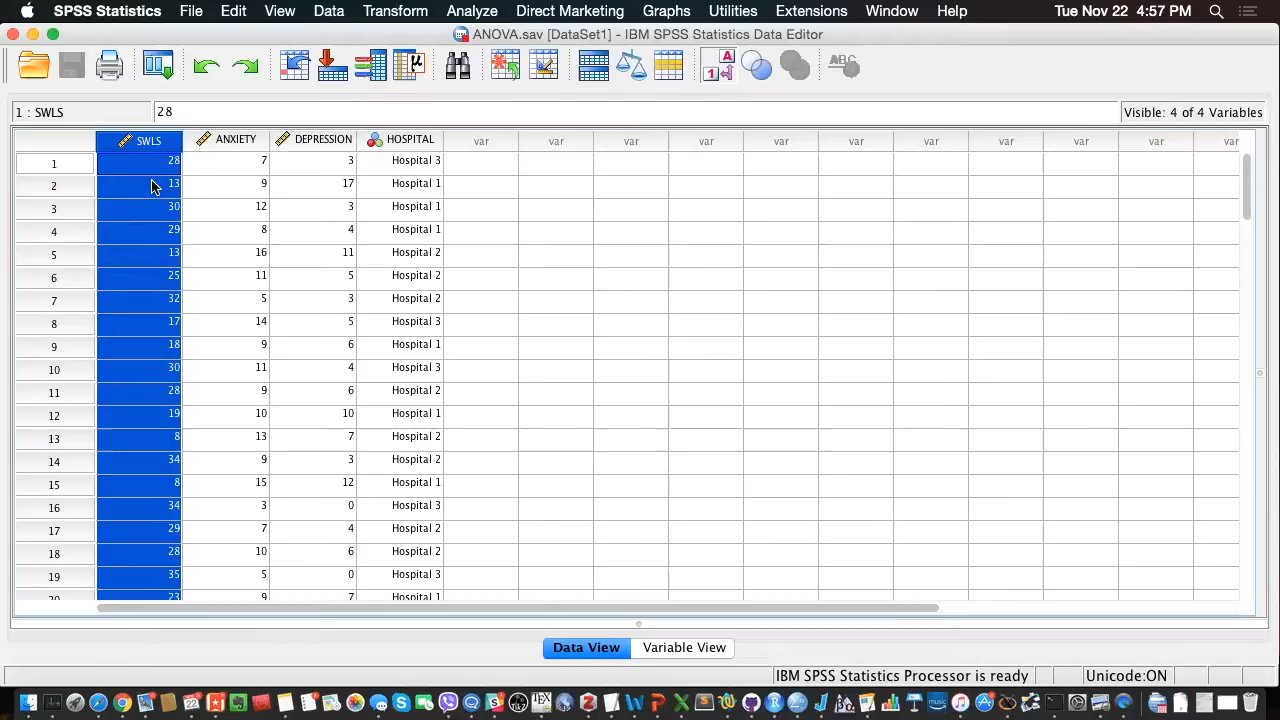 SPSS Statistics File Edit View Data Transform Analyze Direct Marketing Graphs Utilities Extensions Window Help Tue Nov 22 4:57 PM
ANOVA.sav [DataSet1] - IBM SPSS Statistics Data Editor
1 : SWLS 28 Visible: 4 of 4 Variables
SWLS ANXIETY DEPRESSION HOSPITAL var var var var var var var var var var var
1 28 7 3 Hospital 3
2 13 9 17 Hospital 1
3 30 12 3 Hospital 1
4 29 8 4 Hospital 1
5 13 16 11 Hospital 2
6 25 11 5 Hospital 2
7 32 5 3 Hospital 2
8 17 14 5 Hospital 3
9 18 9 6 Hospital 1
10 30 11 4 Hospital 3
11 28 9 6 Hospital 2
12 19 10 10 Hospital 1
13 8 13 7 Hospital 2
14 34 9 3 Hospital 2
15 8 15 12 Hospital 1
16 34 3 0 Hospital 3
17 29 7 4 Hospital 2
18 28 10 6 Hospital 2
19 35 5 0 Hospital 3
20 23 9 7 Hospital 1
Data View Variable View
IBM SPSS Statistics Processor is ready Unicode:ON